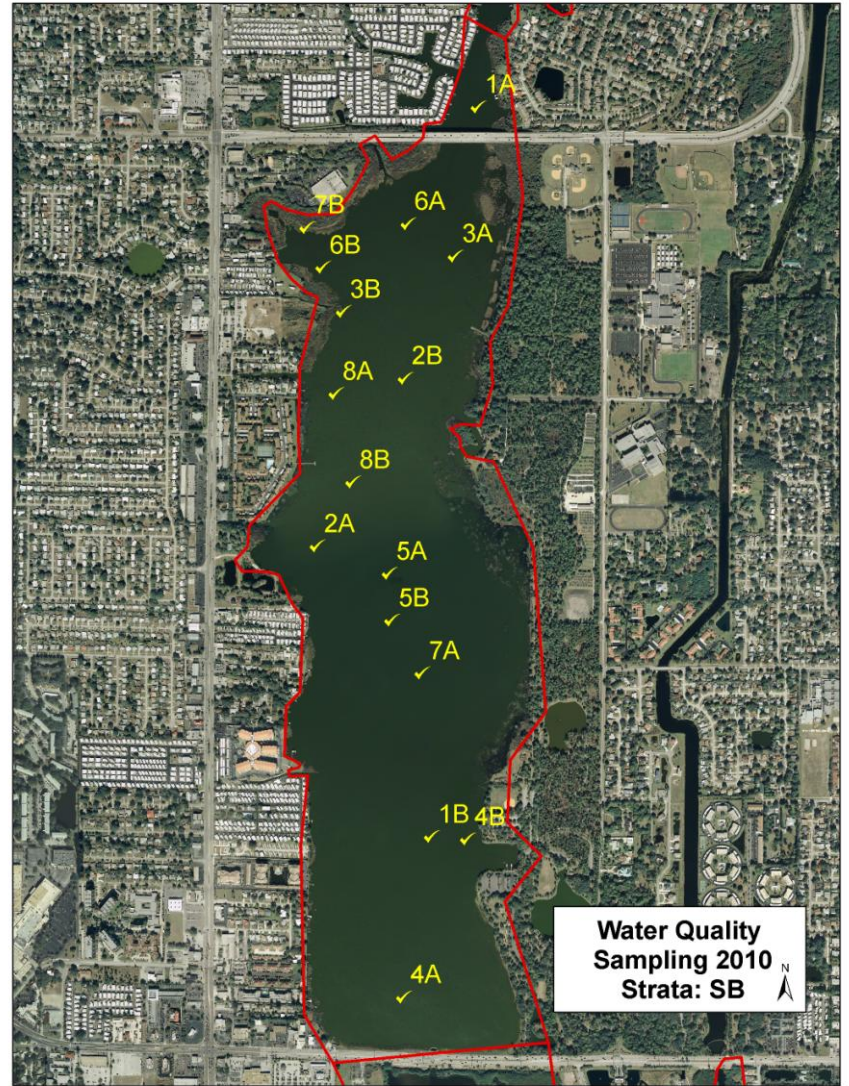 1A
6A
7B
3A
6B
3B
2B
8A
8B
2A
5A
5B
7A
1B
4B
4A
Water Quality
Sampling 2010
Strata: SB
N